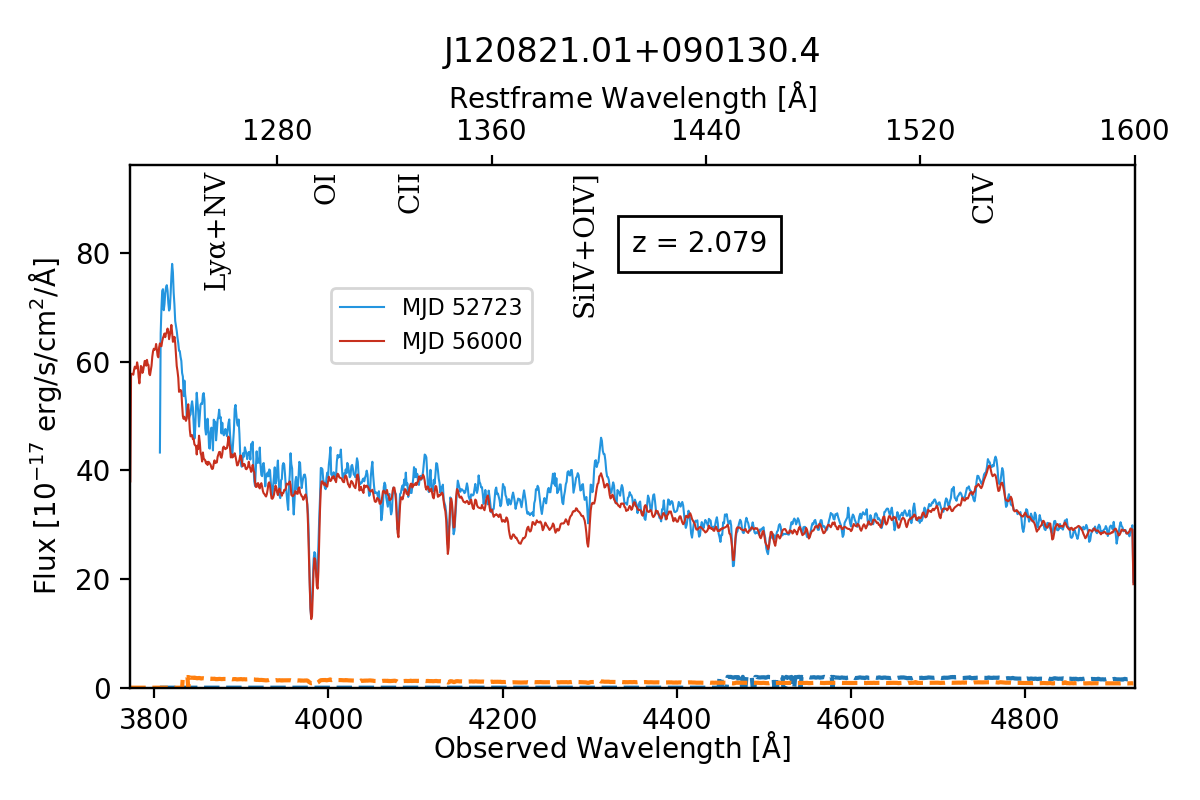 J120821.01+090130.4
Restframe Wavelength [Å]
1280 1360 1440 1520 1600
Lyα+NV
OI
CII
SiIV+OIV]
CIV
z = 2.079
MJD 52723
MJD 56000
Flux [10⁻¹⁷ erg/s/cm²/Å]
80
60
40
20
0
3800 4000 4200 4400 4600 4800
Observed Wavelength [Å]